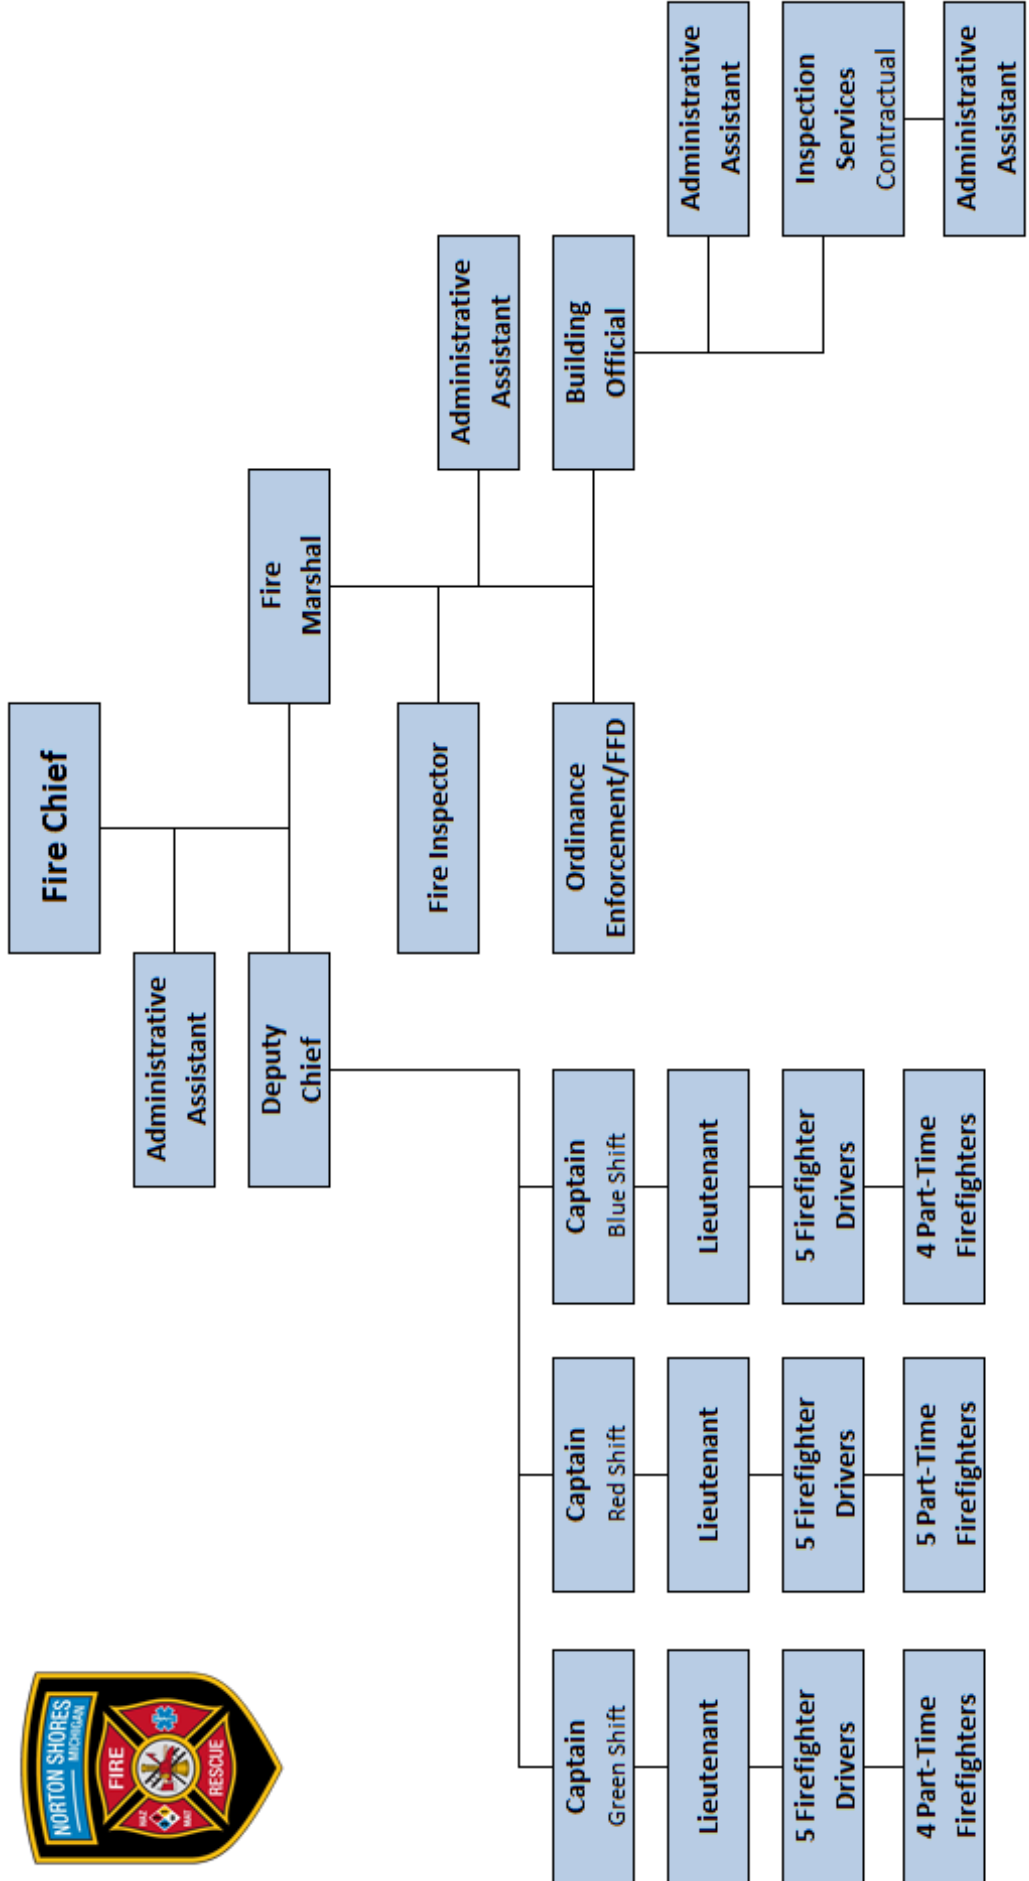 NORTON SHORES
MICHIGAN
FIRE
HAZ
MAT
RESCUE
Fire Chief
Administrative
Assistant
Deputy
Chief
Fire
Marshal
Fire Inspector
Administrative
Assistant
Ordinance
Enforcement/FFD
Building
Official
Administrative
Assistant
Inspection
Services
Contractual
Administrative
Assistant
Captain
Green Shift
Lieutenant
5 Firefighter
Drivers
4 Part-Time
Firefighters
Captain
Red Shift
Lieutenant
5 Firefighter
Drivers
5 Part-Time
Firefighters
Captain
Blue Shift
Lieutenant
5 Firefighter
Drivers
4 Part-Time
Firefighters